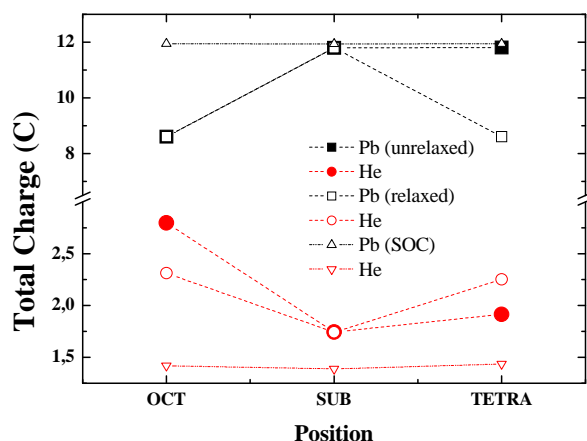 12
10
8
2,5
2,0
1,5
Total Charge (C)
Pb (unrelaxed)
He
Pb (relaxed)
He
Pb (SOC)
He
OCT
SUB
TETRA
Position